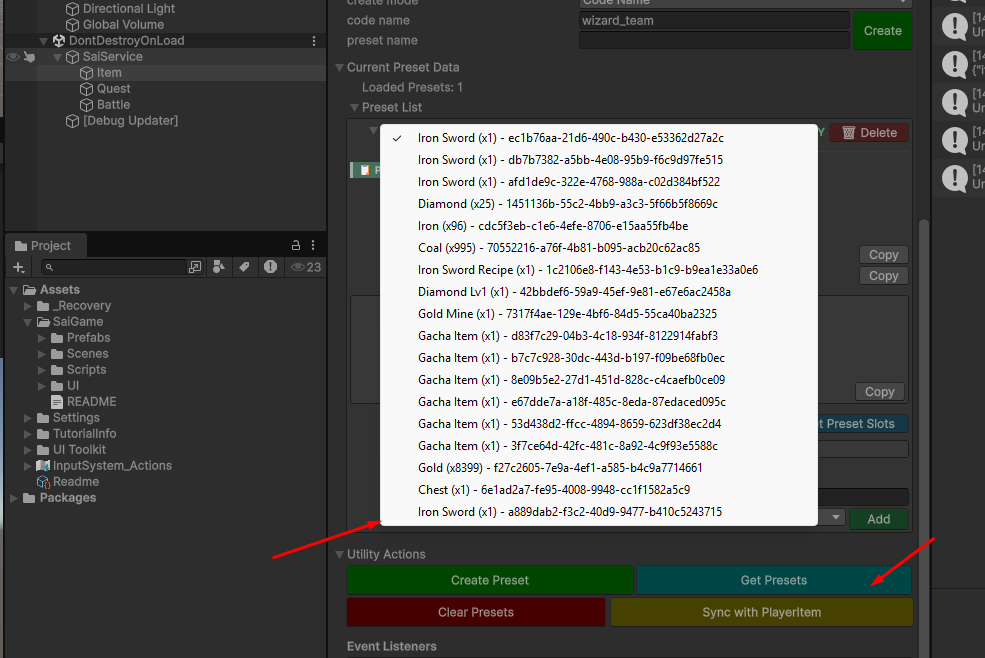 Directional Light
Global Volume
DontDestroyOnLoad
SaiService
Item
Quest
Battle
[Debug Updater]
Project
23
Assets
_Recovery
SaiGame
Prefabs
Scenes
Scripts
UI
README
Settings
TutorialInfo
UI Toolkit
InputSystem_Actions
Readme
Packages
create mode
Code Name
code name
wizard_team
preset name
Create
Current Preset Data
Loaded Presets: 1
Preset List
Delete
Iron Sword (x1) - ec1b76aa-21d6-490c-b430-e53362d27a2c
Iron Sword (x1) - db7b7382-a5bb-4e08-95b9-f6c9d97fe515
Iron Sword (x1) - afd1de9c-322e-4768-988a-c02d384bf522
Diamond (x25) - 1451136b-55c2-4bb9-a3c3-5f66b5f8669c
Iron (x96) - cdc5f3eb-c1e6-4efe-8706-e15aa55fb4be
Coal (x995) - 70552216-a76f-4b81-b095-acb20c62ac85
Iron Sword Recipe (x1) - 1c2106e8-f143-4e53-b1c9-b9ea1e33a0e6
Diamond Lv1 (x1) - 42bbdef6-59a9-45ef-9e81-e67e6ac2458a
Gold Mine (x1) - 7317f4ae-129e-4bf6-84d5-55ca40ba2325
Gacha Item (x1) - d83f7c29-04b3-4c18-934f-8122914fabf3
Gacha Item (x1) - b7c7c928-30dc-443d-b197-f09be68fb0ec
Gacha Item (x1) - 8e09b5e2-27d1-451d-828c-c4caefb0ce09
Gacha Item (x1) - e67dde7a-a18f-485c-8eda-87edaced095c
Gacha Item (x1) - 53d438d2-ffcc-4894-8659-623df38ec2d4
Gacha Item (x1) - 3f7ce64d-42fc-481c-8a92-4c9f93e5588c
Gold (x8399) - f27c2605-7e9a-4ef1-a585-b4c9a7714661
Chest (x1) - 6e1ad2a7-fe95-4008-9948-cc1f1582a5c9
Iron Sword (x1) - a889dab2-f3c2-40d9-9477-b410c5243715
Copy
Copy
Copy
Preset Slots
Add
Utility Actions
Create Preset
Get Presets
Clear Presets
Sync with PlayerItem
Event Listeners